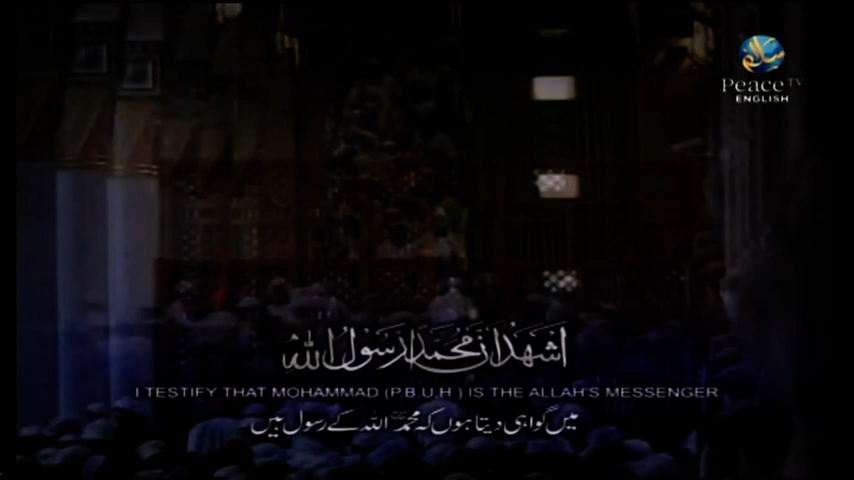 سلام
Peace TV
ENGLISH
اشهد ان محمدا رسول الله
I TESTIFY THAT MOHAMMAD (P B U.H ) IS THE ALLAH'S MESSENGER
میں گواہی دیتا ہوں کہ محمد ﷺ اللہ کے رسول ہیں